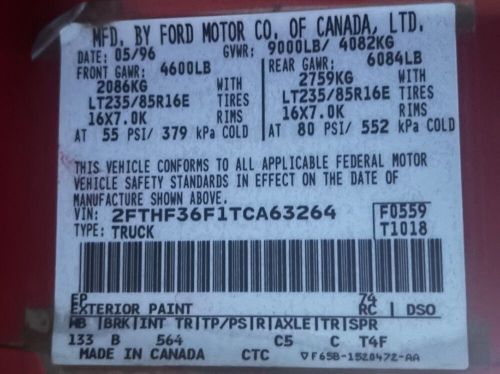 MFD. BY FORD MOTOR CO. OF CANADA, LTD.
DATE: 05/96 GVWR: 9000LB/ 4082KG
FRONT GAWR: 4600LB REAR GAWR: 6084LB
2086KG WITH 2759KG WITH
LT235/85R16E TIRES LT235/85R16E TIRES
16X7.0K RIMS 16X7.0K RIMS
AT 55 PSI/ 379 kPa COLD AT 80 PSI/ 552 kPa COLD
THIS VEHICLE CONFORMS TO ALL APPLICABLE FEDERAL MOTOR
VEHICLE SAFETY STANDARDS IN EFFECT ON THE DATE OF
MANUFACTURE SHOWN ABOVE.
VIN: 2FTHF36F1TCA63264 F0559
TYPE: TRUCK T1018
EP 74
EXTERIOR PAINT RC DSO
WB |BRK|INT TR|TP/PS|R|AXLE|TR|SPR
133 B 564 C5 C T4F
MADE IN CANADA CTC ▽F65B-1520472-AA